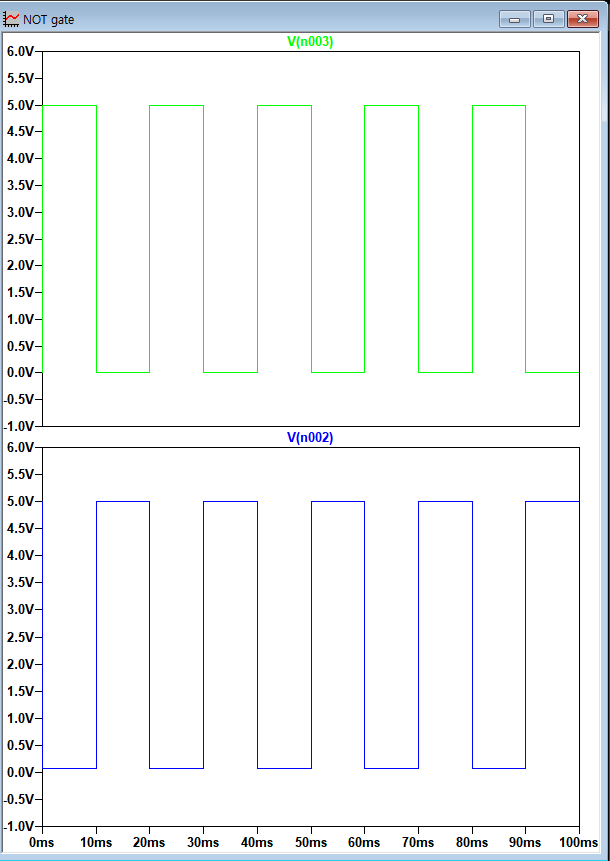 NOT gate
V(n003)
6.0V
5.5V
5.0V
4.5V
4.0V
3.5V
3.0V
2.5V
2.0V
1.5V
1.0V
0.5V
0.0V
-0.5V
-1.0V
V(n002)
6.0V
5.5V
5.0V
4.5V
4.0V
3.5V
3.0V
2.5V
2.0V
1.5V
1.0V
0.5V
0.0V
-0.5V
-1.0V
0ms 10ms 20ms 30ms 40ms 50ms 60ms 70ms 80ms 90ms 100ms